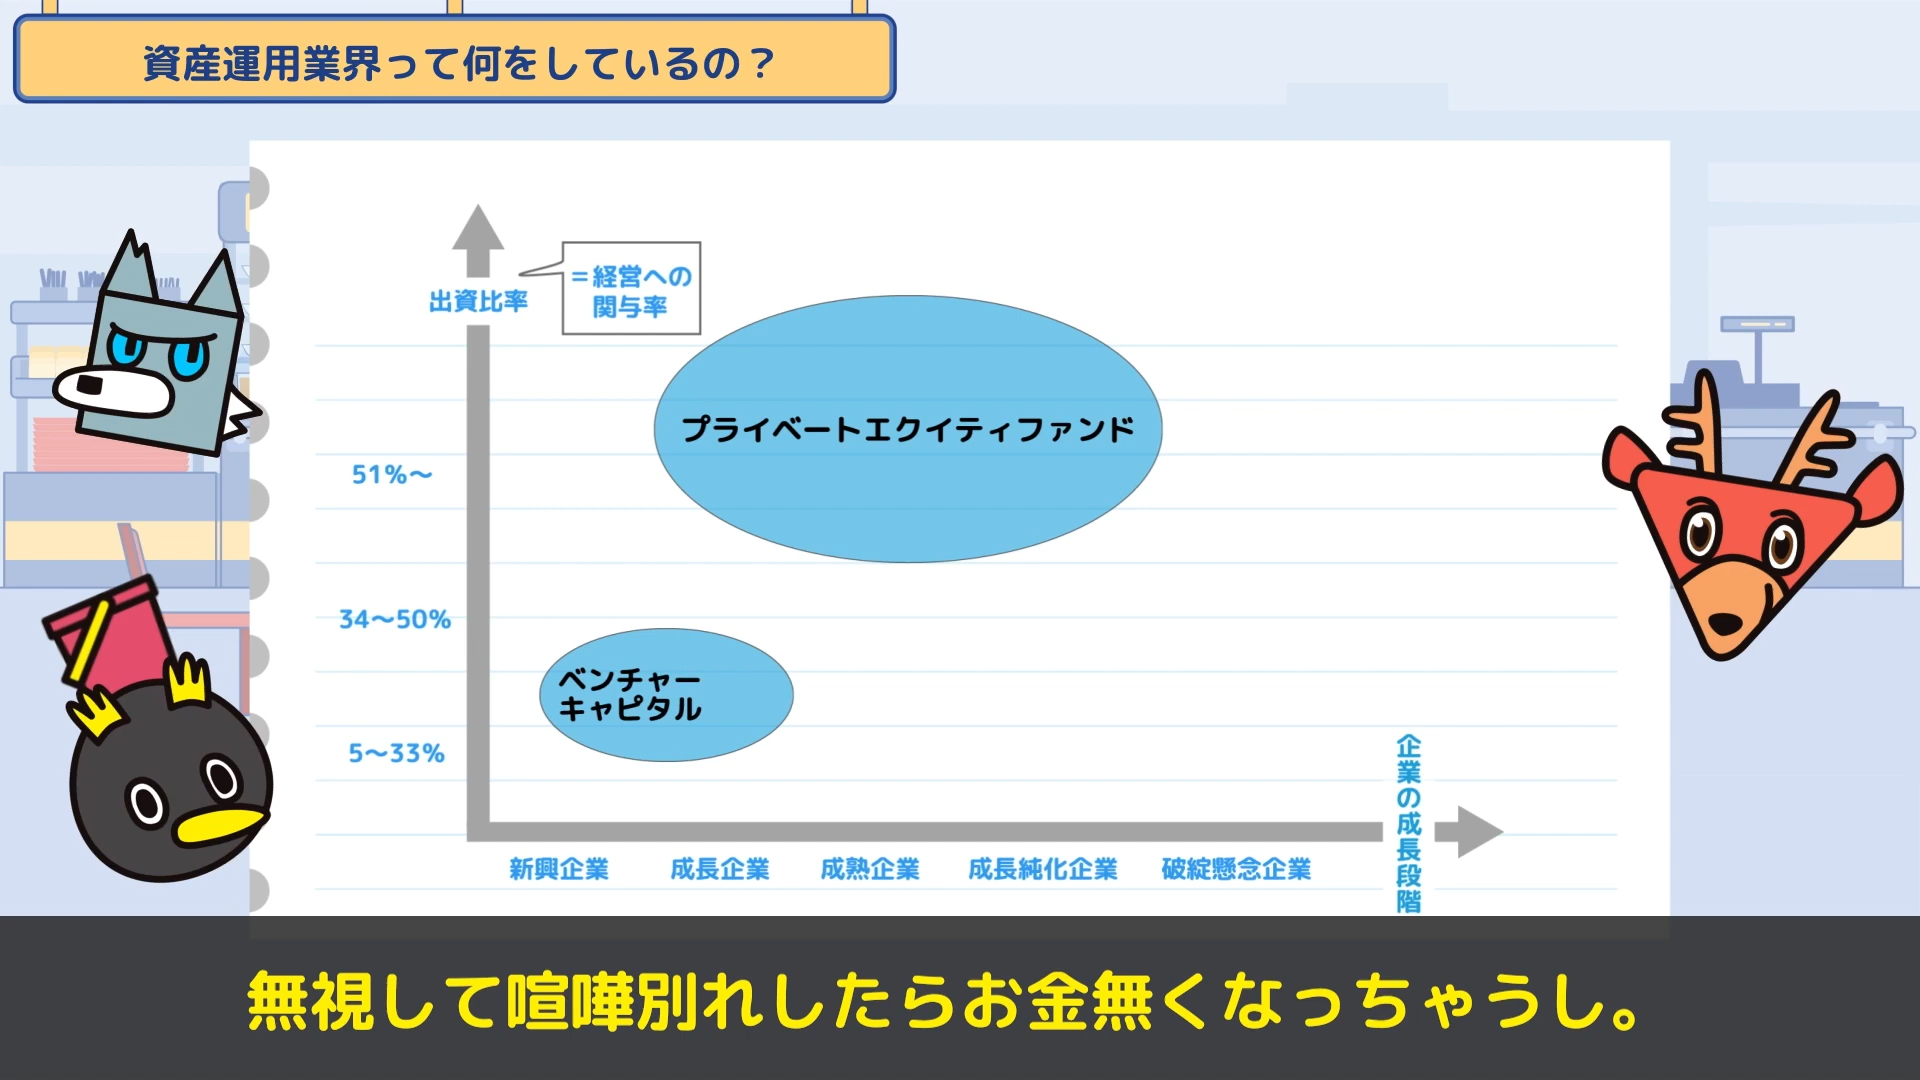 資産運用業界って何をしているの？
＝経営への
関与率
出資比率
プライベートエクイティファンド
51%～
34～50%
ベンチャー
キャピタル
5～33%
企業の成長段階
新興企業
成長企業
成熟企業
成長純化企業
破綻懸念企業
無視して喧嘩別れしたらお金無くなっちゃうし。